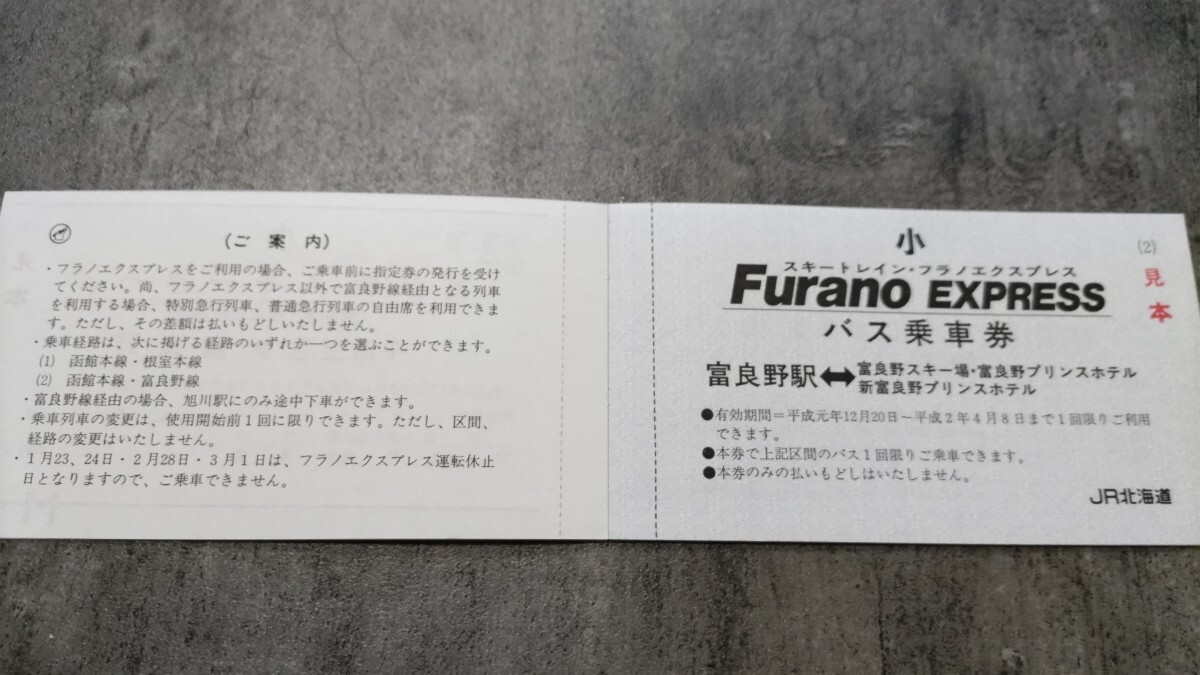 (ご案内)
・フラノエクスプレスをご利用の場合、ご乗車前に指定券の発行を受け
てください。尚、フラノエクスプレス以外で富良野線経由となる列車
を利用する場合、特別急行列車、普通急行列車の自由席を利用できま
す。ただし、その差額は払いもどしいたしません。
・乗車経路は、次に掲げる経路のいずれか一つを選ぶことができます。
(1) 函館本線・根室本線
(2) 函館本線・富良野線
・富良野線経由の場合、旭川駅にのみ途中下車ができます。
・乗車列車の変更は、使用開始前1回に限りできます。ただし、区間、
経路の変更はいたしません。
・1月23、24日・2月28日・3月1日は、フラノエクスプレス運転休止
日となりますので、ご乗車できません。
小
(2)
見本
スキートレイン・フラノエクスプレス
Furano EXPRESS
バス乗車券
富良野駅↔富良野スキー場・富良野プリンスホテル
新富良野プリンスホテル
●有効期間=平成元年12月20日~平成2年4月8日まで1回限りご利用
できます。
●本券で上記区間のバス1回限りご乗車できます。
●本券のみの払いもどしはいたしません。
JR北海道